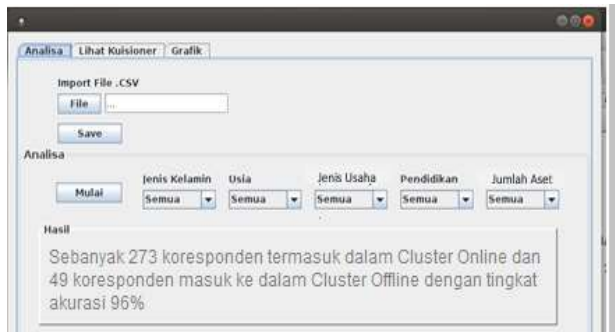 Analisa Lihat Kuisioner Grafik
Import File .CSV
File ...
Save
Analisa
Jenis Kelamin Usia Jenis Usaha Pendidikan Jumlah Aset
Mulai Semua Semua Semua Semua Semua
Hasil
Sebanyak 273 koresponden termasuk dalam Cluster Online dan
49 koresponden masuk ke dalam Cluster Offline dengan tingkat
akurasi 96%